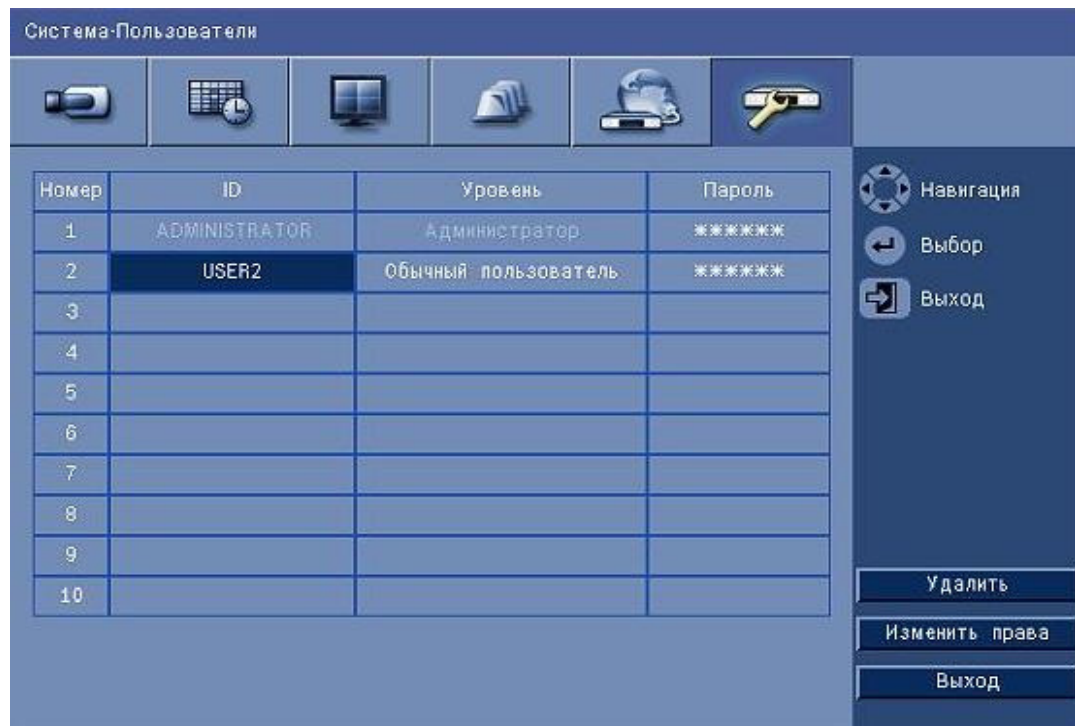 Система-Пользователи
Номер ID Уровень Пароль
1 ADMINISTRATOR Администратор ******
2 USER2 Обычный пользователь ******
3
4
5
6
7
8
9
10
Навигация
Выбор
Выход
Удалить
Изменить права
Выход